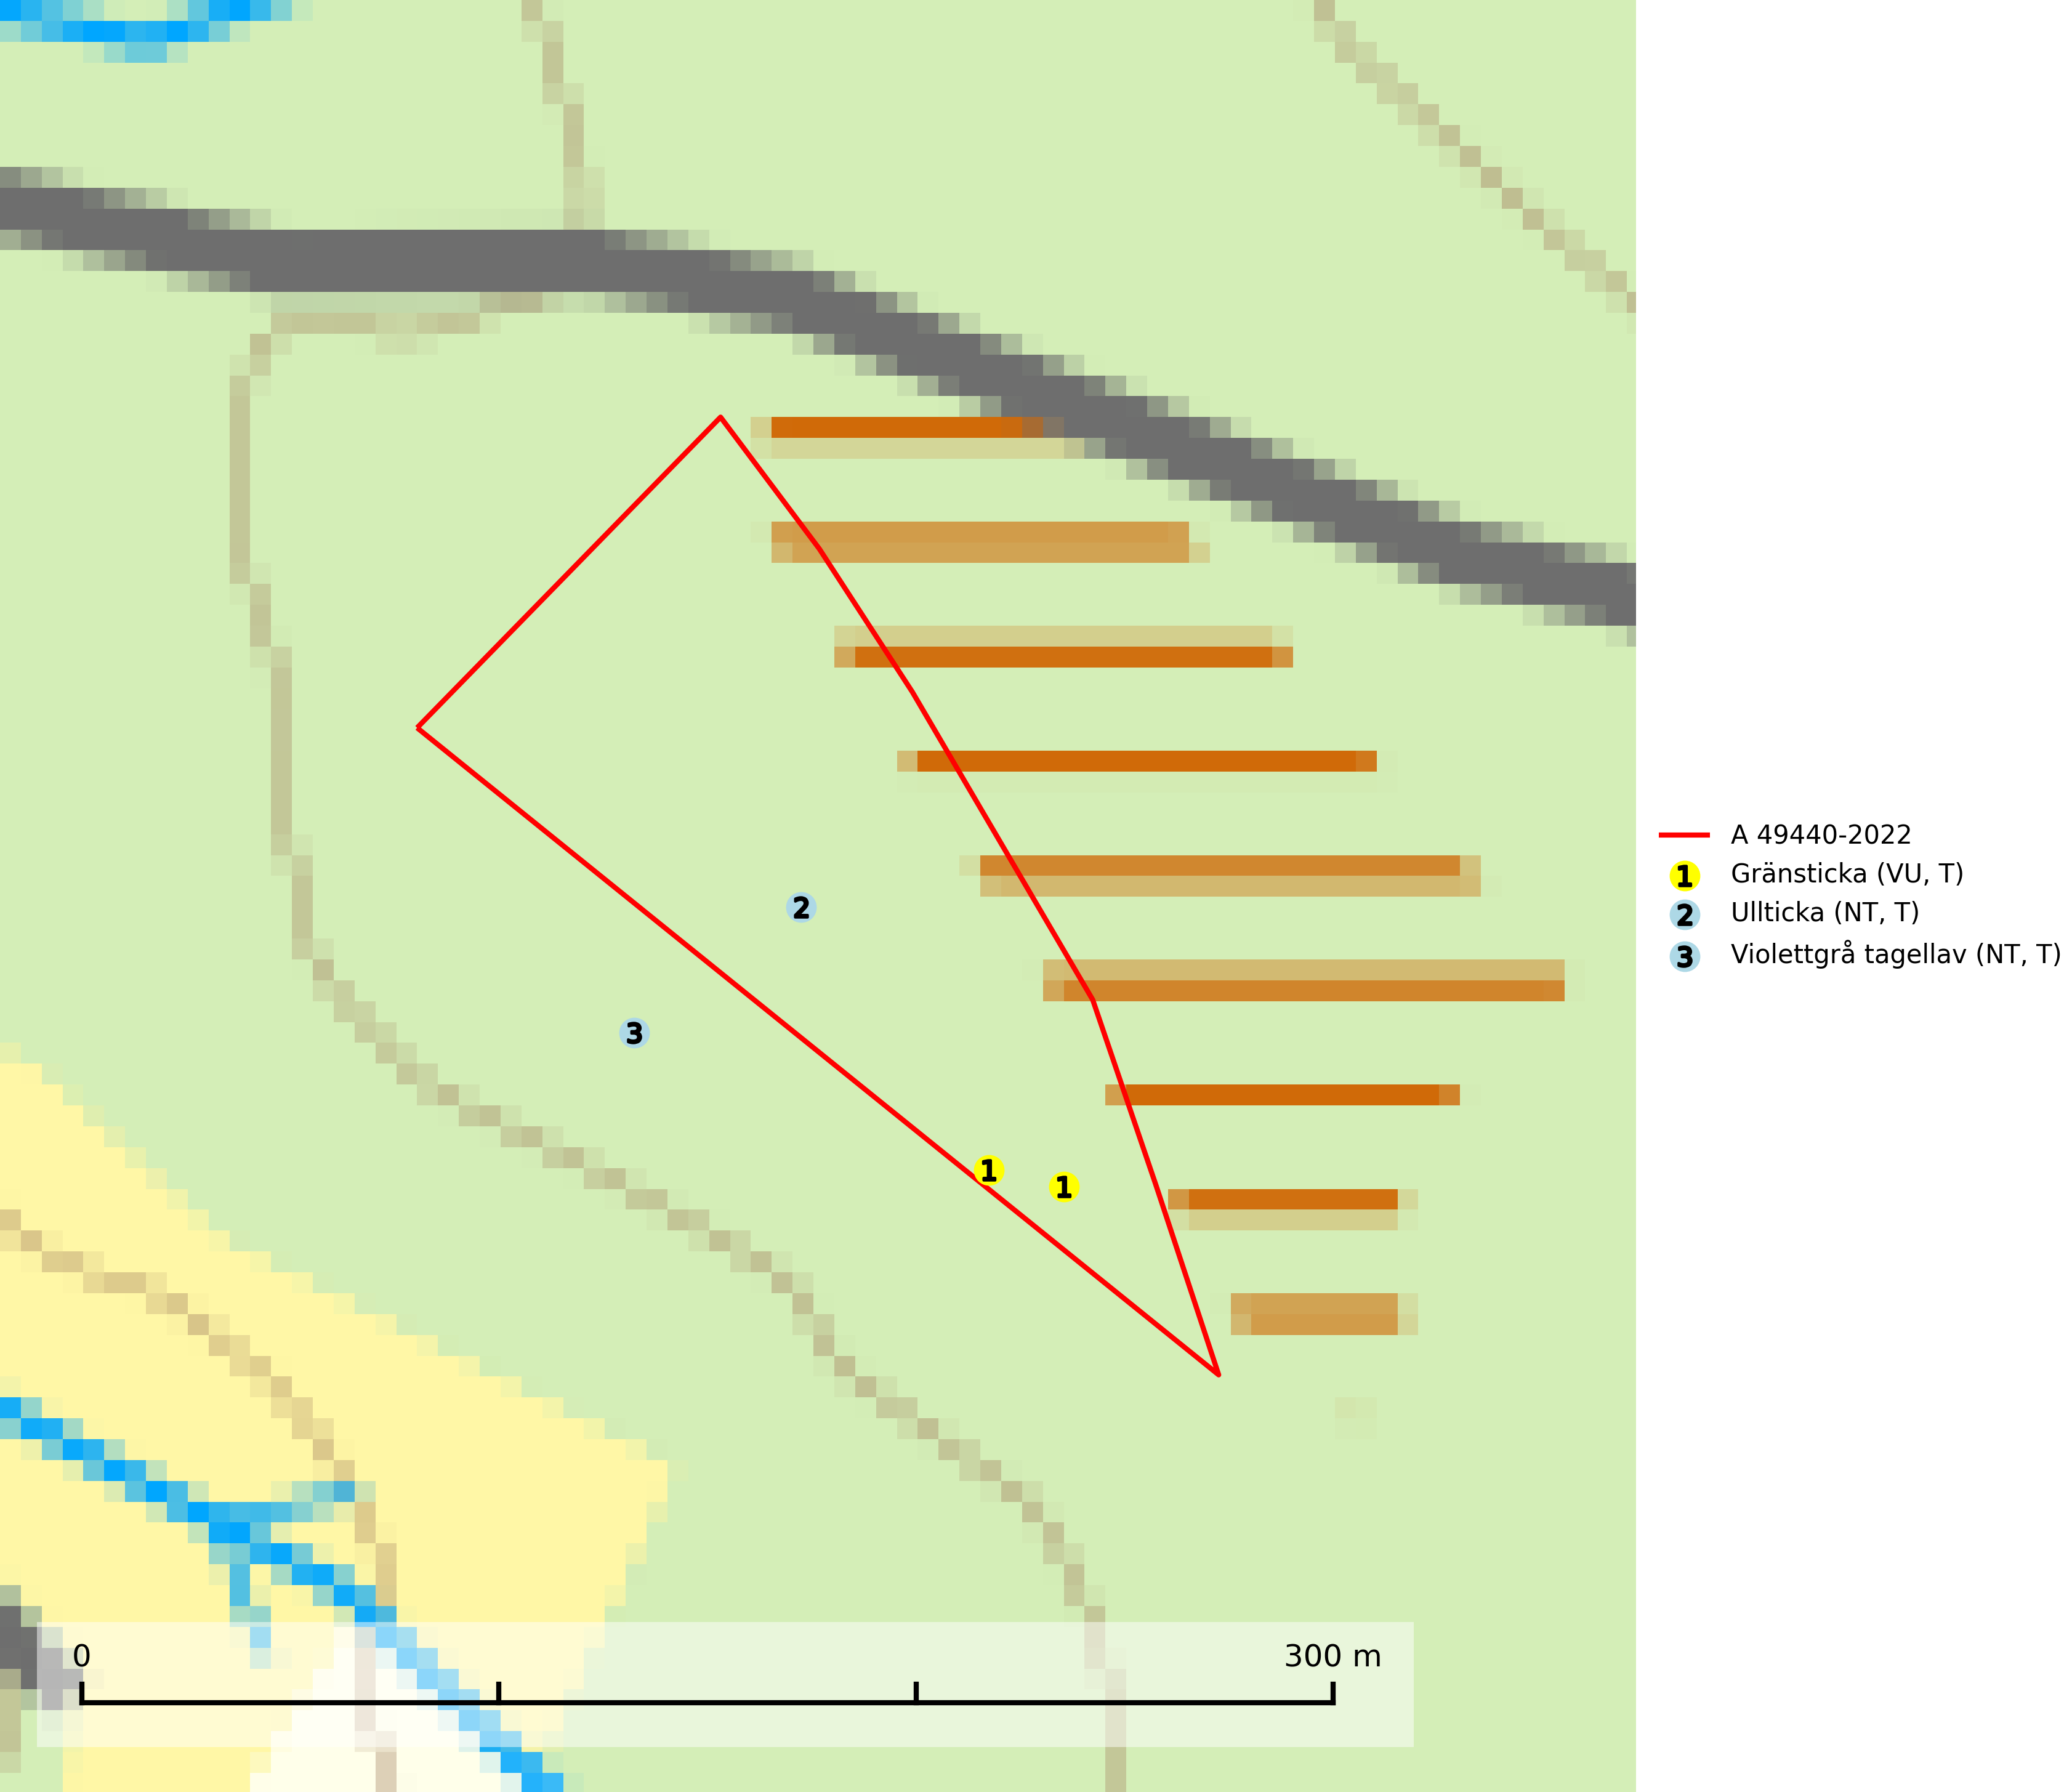 2
3
1
1
0
300 m
A 49440-2022
1 Gränsticka (VU, T)
2 Ullticka (NT, T)
3 Violettgrå tagellav (NT, T)